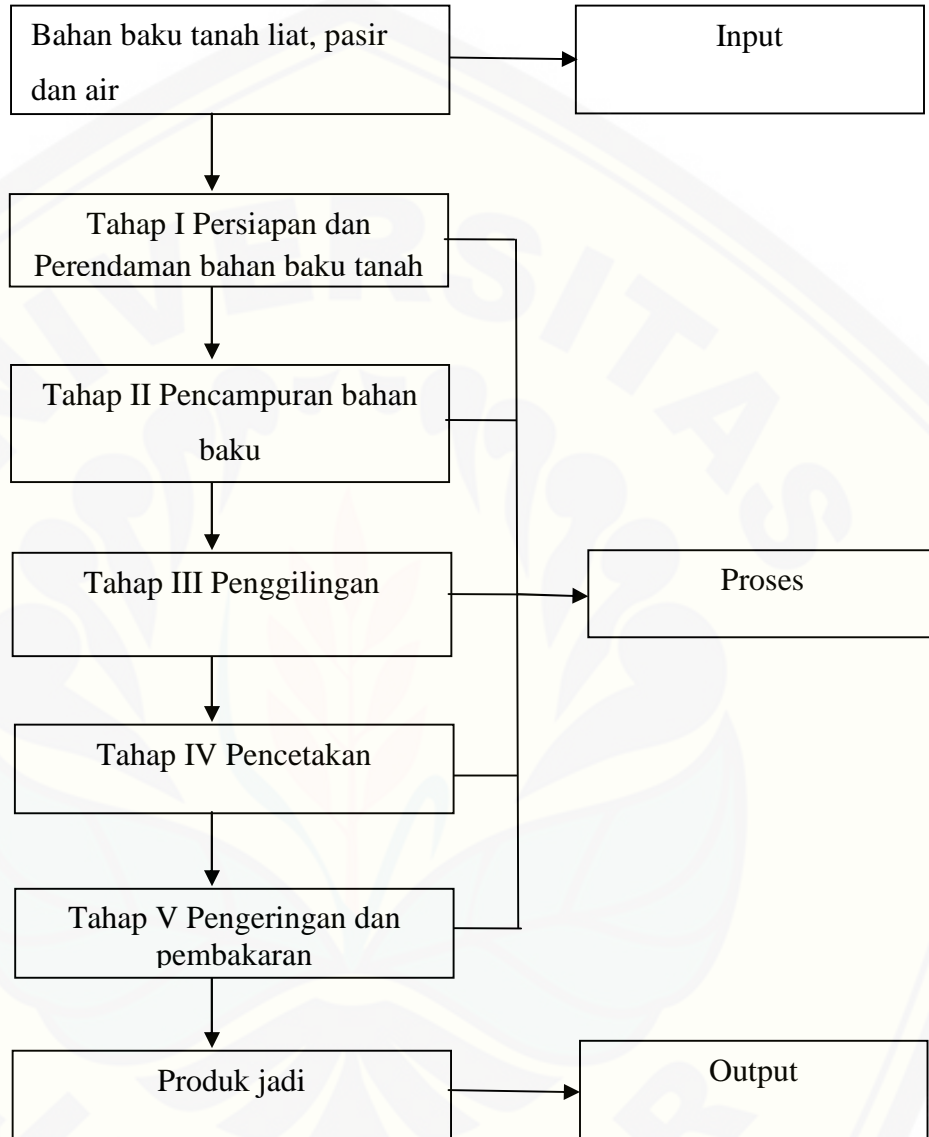 Bahan baku tanah liat, pasir
dan air
Input
Tahap I Persiapan dan
Perendaman bahan baku tanah
Tahap II Pencampuran bahan
baku
Tahap III Penggilingan
Proses
Tahap IV Pencetakan
Tahap V Pengeringan dan
pembakaran
Produk jadi
Output
UNIVERSITAS